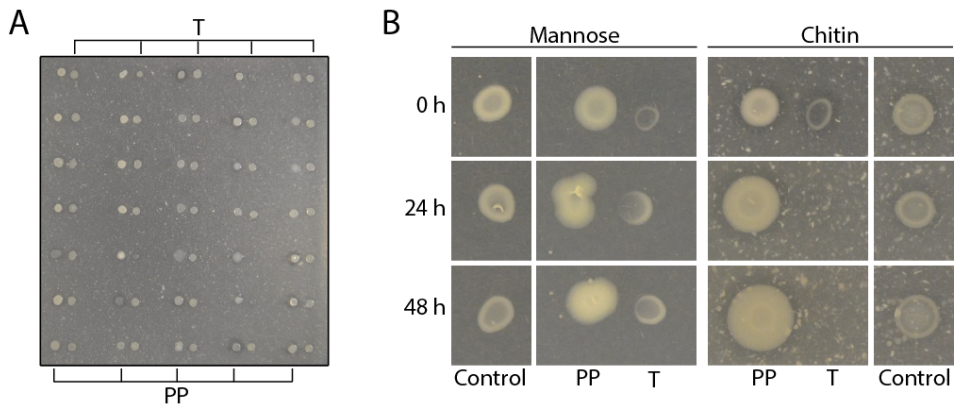 A
T
PP
B
Mannose
Chitin
0 h
24 h
48 h
Control
PP
T
PP
T
Control